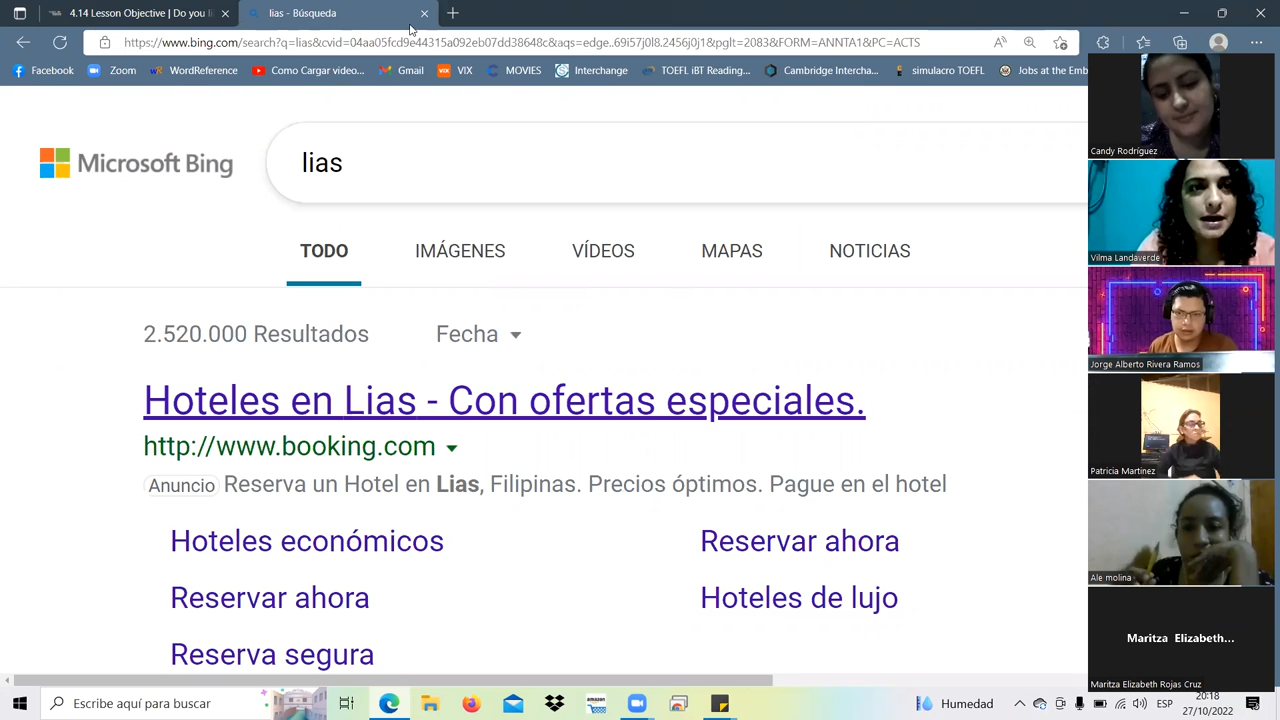 4.14 Lesson Objective | Do you li
lias - Búsqueda
https://www.bing.com/search?q=lias&cvid=04aa05fcd9e44315a092eb07dd38648c&aqs=edge..69i57j0l8.2456j0j1&pglt=2083&FORM=ANNTA1&PC=ACTS
Facebook
Zoom
WordReference
Como Cargar video...
Gmail
VIX
MOVIES
Interchange
TOEFL iBT Reading...
Cambridge Intercha...
simulacro TOEFL
Jobs at the Emb
Microsoft Bing
lias
TODO
IMÁGENES
VÍDEOS
MAPAS
NOTICIAS
2.520.000 Resultados
Fecha
Hoteles en Lias - Con ofertas especiales.
http://www.booking.com
Anuncio Reserva un Hotel en Lias, Filipinas. Precios óptimos. Pague en el hotel
Hoteles económicos
Reservar ahora
Reservar ahora
Hoteles de lujo
Reserva segura
Candy Rodríguez
Vilma Landaverde
Jorge Alberto Rivera Ramos
Patricia Martínez
Ale molina
Maritza Elizabeth...
Maritza Elizabeth Rojas Cruz
Escribe aquí para buscar
Humedad
ESP
20:18
27/10/2022